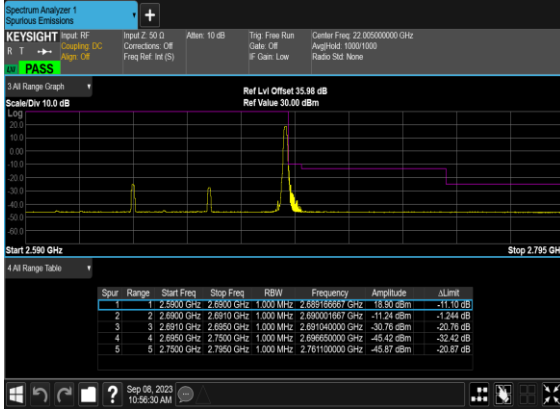 Spectrum Analyzer 1
Spurious Emissions
+
KEYSIGHT Input: RF Input Z: 50 Ω Atten: 10 dB Trig: Free Run Center Freq: 22.005000000 GHz
R T Coupling: DC Corrections: Off Gate: Off Avg|Hold: 1000/1000
Align: Off Freq Ref: Int (S) IF Gain: Low Radio Std: None
PASS
3 All Range Graph
Ref Lvl Offset 35.98 dB
Scale/Div 10.0 dB Ref Value 30.00 dBm
Log
20.0
10.0
0.00
-10.0
-20.0
-30.0
-40.0
-50.0
-60.0
Start 2.590 GHz Stop 2.795 GH
4 All Range Table
Spur Range Start Freq Stop Freq RBW Frequency Amplitude ΔLimit
1 1 2.5900 GHz 2.6900 GHz 1.000 MHz 2.689166667 GHz 18.90 dBm -11.10 dB
2 2 2.6900 GHz 2.6910 GHz 1.000 MHz 2.690001667 GHz -11.24 dBm -1.244 dB
3 3 2.6910 GHz 2.6950 GHz 1.000 MHz 2.691040000 GHz -30.76 dBm -20.76 dB
4 4 2.6950 GHz 2.7500 GHz 1.000 MHz 2.696650000 GHz -45.42 dBm -32.42 dB
5 5 2.7500 GHz 2.7950 GHz 1.000 MHz 2.761100000 GHz -45.87 dBm -20.87 dB
? Sep 08, 2023
10:56:30 AM